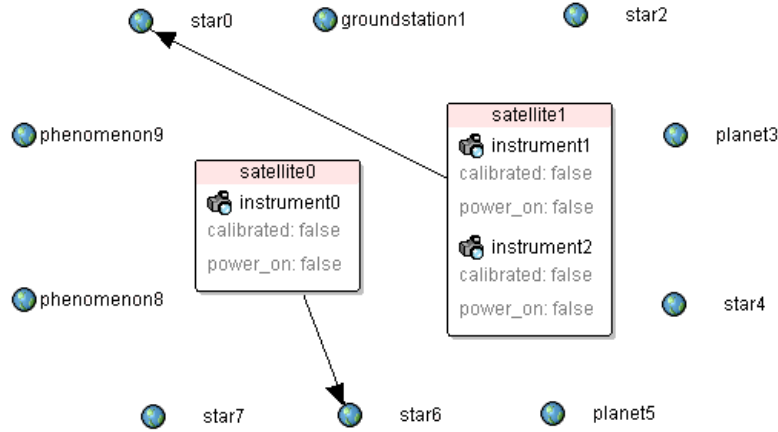 star0
groundstation1
star2
phenomenon9
planet3
satellite1
instrument1
calibrated: false
power_on: false
instrument2
calibrated: false
power_on: false
satellite0
instrument0
calibrated: false
power_on: false
phenomenon8
star4
star7
star6
planet5